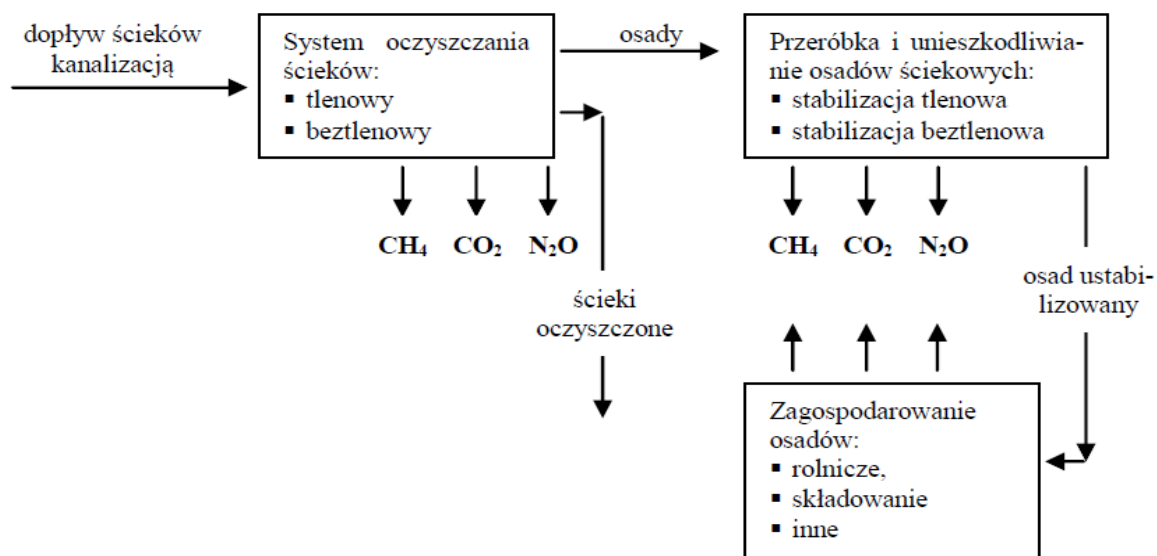 dopływ ścieków
kanalizacją
System oczyszczania
ścieków:
▪ tlenowy
▪ beztlenowy
osady
Przeróbka i unieszkodliwia-
nie osadów ściekowych:
▪ stabilizacja tlenowa
▪ stabilizacja beztlenowa
CH₄ CO₂ N₂O
CH₄ CO₂ N₂O
ścieki
oczyszczone
osad ustabi-
lizowany
Zagospodarowanie
osadów:
▪ rolnicze,
▪ składowanie
▪ inne